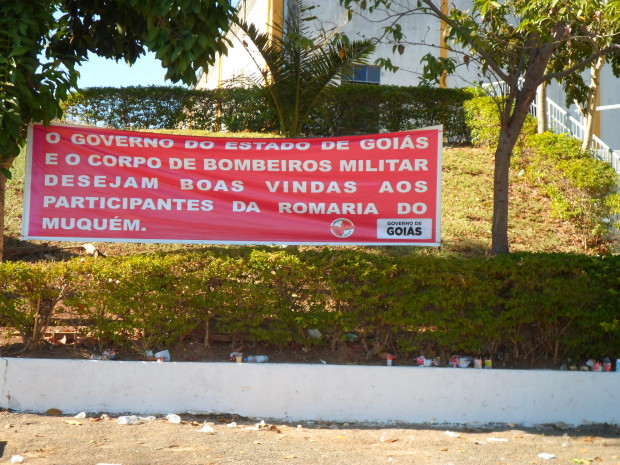 O GOVERNO DO ESTADO DE GOIÁS
E O CORPO DE BOMBEIROS MILITAR
DESEJAM BOAS VINDAS AOS
PARTICIPANTES DA ROMARIA DO
MUQUÉM.
GOVERNO DE
GOIÁS